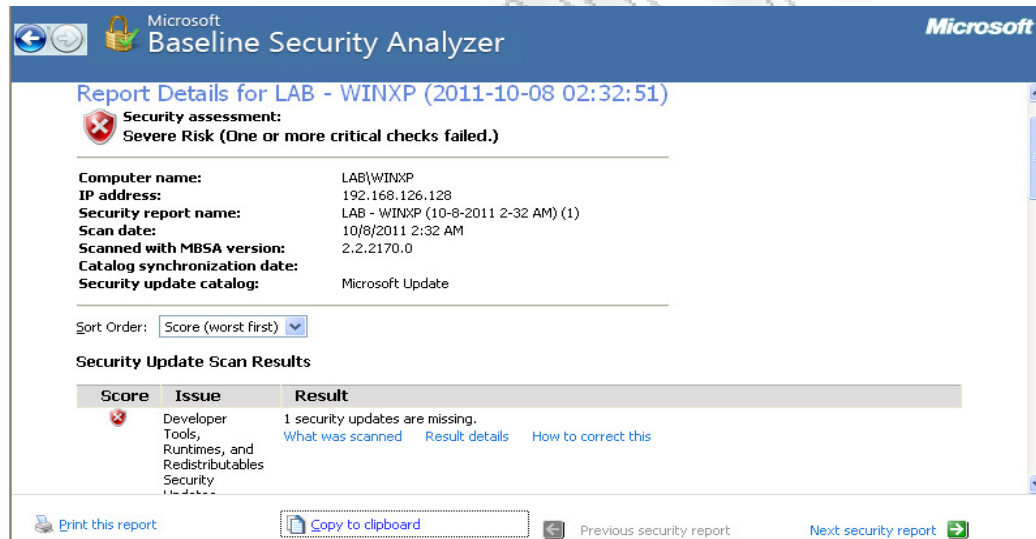 Microsoft
Baseline Security Analyzer
Microsoft
Report Details for LAB - WINXP (2011-10-08 02:32:51)
Security assessment:
Severe Risk (One or more critical checks failed.)
Computer name: LAB\WINXP
IP address: 192.168.126.128
Security report name: LAB - WINXP (10-8-2011 2-32 AM) (1)
Scan date: 10/8/2011 2:32 AM
Scanned with MBSA version: 2.2.2170.0
Catalog synchronization date:
Security update catalog: Microsoft Update
Sort Order: Score (worst first)
Security Update Scan Results
Score Issue Result
Developer 1 security updates are missing.
Tools, What was scanned Result details How to correct this
Runtimes, and
Redistributables
Security
Print this report Copy to clipboard Previous security report Next security report